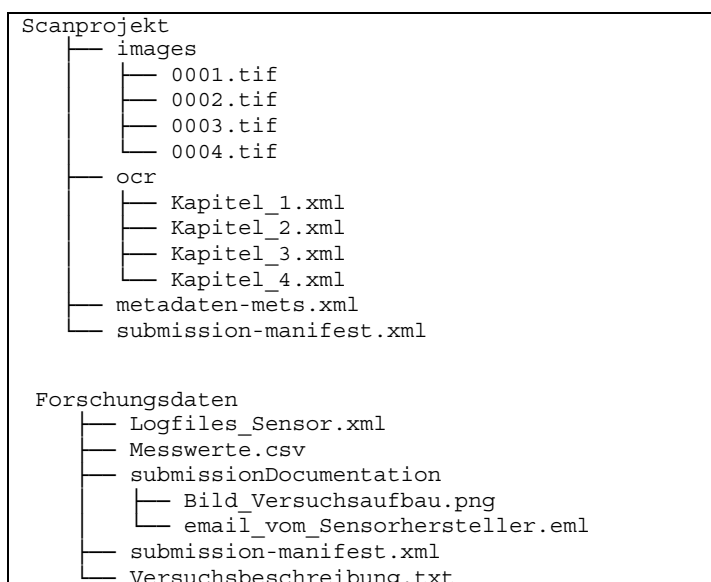 Scanprojekt
├── images
│   ├── 0001.tif
│   ├── 0002.tif
│   ├── 0003.tif
│   └── 0004.tif
├── ocr
│   ├── Kapitel_1.xml
│   ├── Kapitel_2.xml
│   ├── Kapitel_3.xml
│   └── Kapitel_4.xml
├── metadaten-mets.xml
└── submission-manifest.xml
Forschungsdaten
├── Logfiles_Sensor.xml
├── Messwerte.csv
├── submissionDocumentation
│   ├── Bild_Versuchsaufbau.png
│   └── email_vom_Sensorhersteller.eml
├── submission-manifest.xml
└── Versuchsbeschreibung.txt